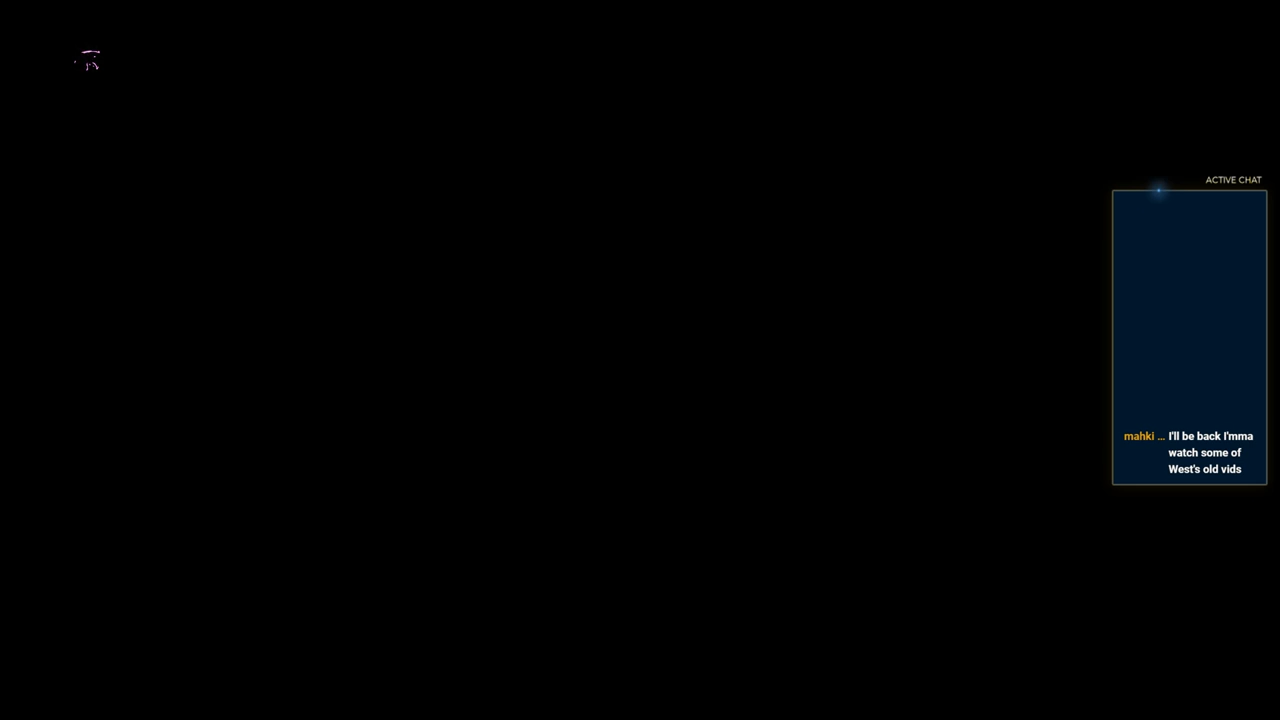 ACTIVE CHAT
mahki ... I'll be back I'mma
watch some of
West's old vids